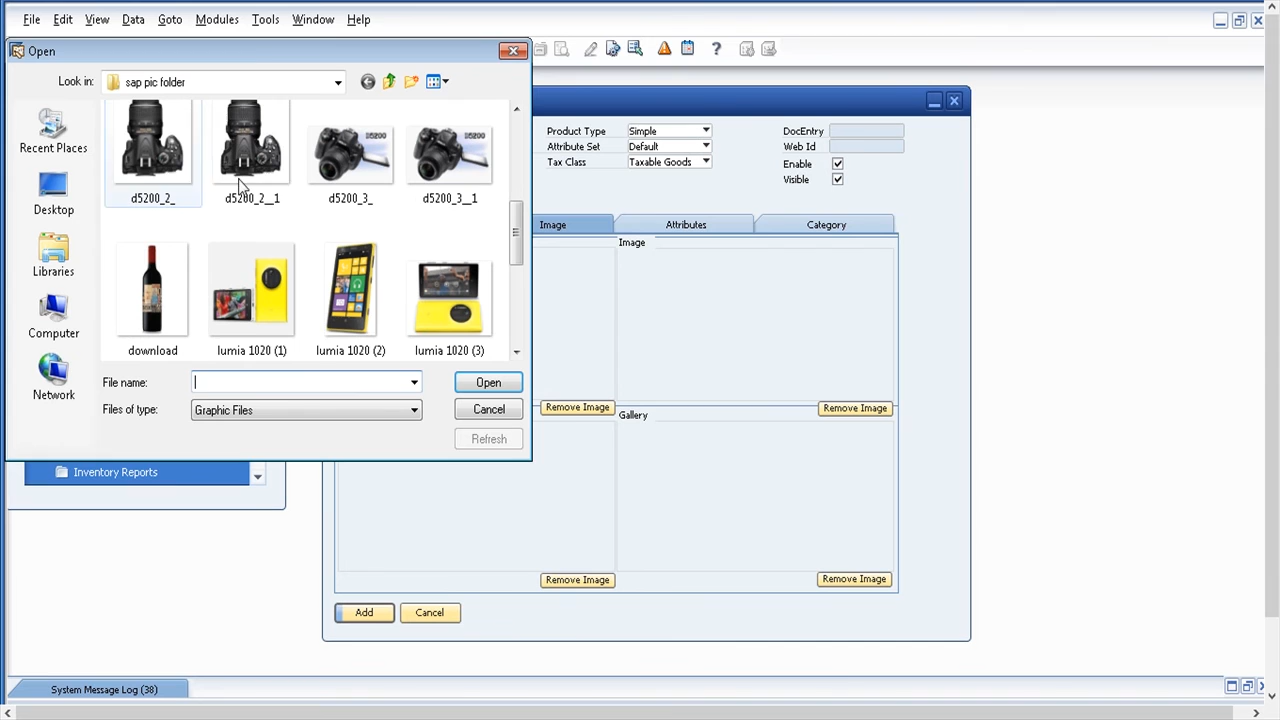 File Edit View Data Goto Tools Modules Window Help
Open
Look in: sap pic folder
Recent Places
Desktop
Libraries
Computer
Network
D5200 D5200
d5200_2_ d5200_2__1 d5200_3_ d5200_3__1
download lumia 1020 (1) lumia 1020 (2) lumia 1020 (3)
File name: Open
Files of type: Graphic Files Cancel
Refresh
Product Type Simple DocEntry
Attribute Set Default Web Id
Tax Class Taxable Goods Enable
Visible
Image Attributes Category
Image
Remove Image Remove Image
Gallery
Remove Image Remove Image
Inventory Reports
Add Cancel
System Message Log (38)